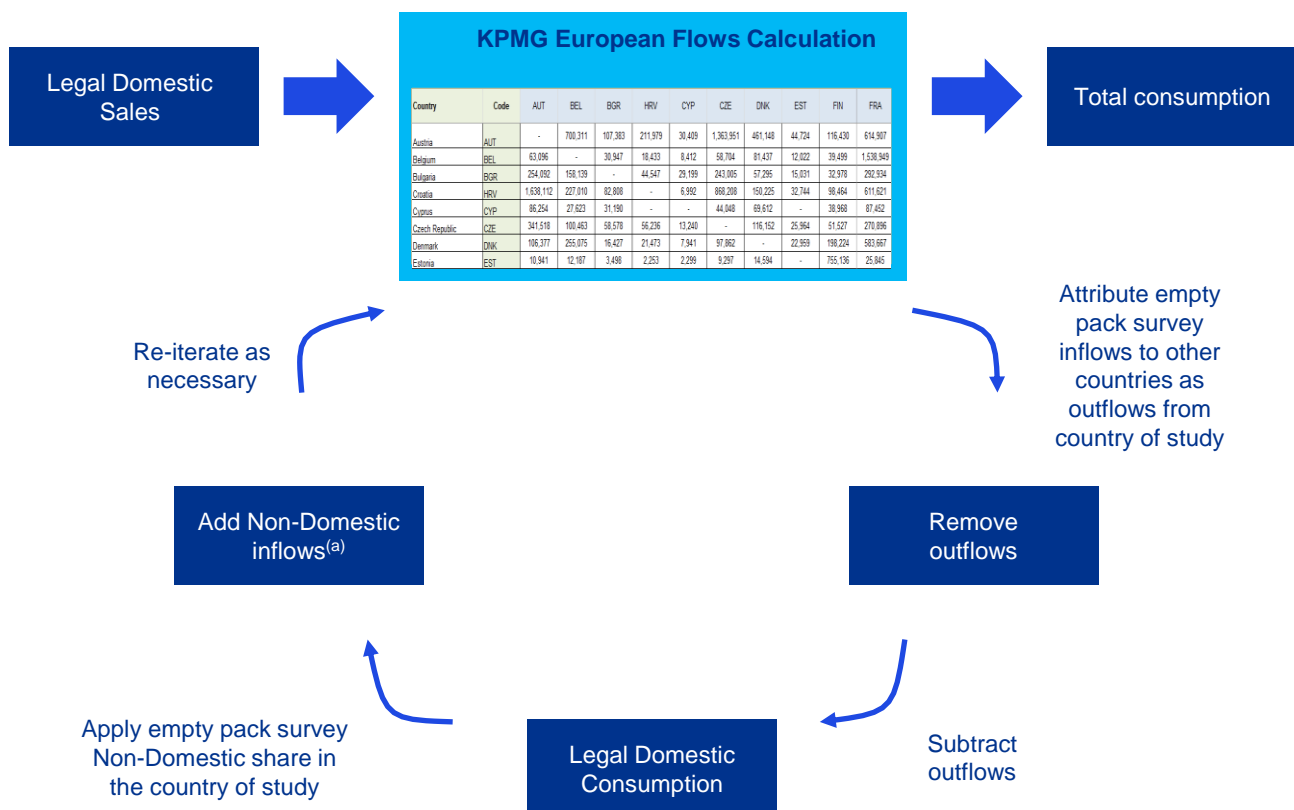 KPMG European Flows Calculation
Legal Domestic
Sales
Total consumption
Country Code AUT BEL BGR HRV CYP CZE DNK EST FIN FRA
Austria AUT - 700,311 107,383 211,979 30,409 1,363,951 461,148 44,724 116,430 614,907
Belgium BEL 63,096 - 30,947 18,433 8,412 58,704 81,437 12,022 39,499 1,538,949
Bulgaria BGR 254,092 158,139 - 44,547 29,199 243,005 57,295 15,031 32,978 292,934
Croatia HRV 1,638,112 227,010 82,808 - 6,992 868,208 150,225 32,744 98,464 611,621
Cyprus CYP 86,254 27,623 31,190 - - 44,048 69,612 - 38,968 87,452
Czech Republic CZE 341,518 100,463 58,578 56,236 13,240 - 116,152 25,964 51,527 270,896
Denmark DNK 106,377 255,075 16,427 21,473 7,941 97,862 - 22,959 198,224 583,667
Estonia EST 10,941 12,187 3,498 2,253 2,299 9,297 14,594 - 755,136 25,845
Attribute empty
pack survey
inflows to other
countries as
outflows from
country of study
Re-iterate as
necessary
Add Non-Domestic
inflows(a)
Remove
outflows
Apply empty pack survey
Non-Domestic share in
the country of study
Legal Domestic
Consumption
Subtract
outflows